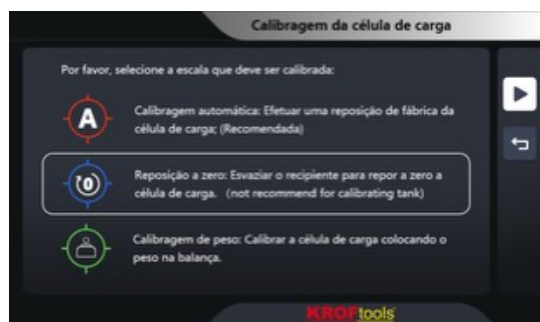 Calibragem da célula de carga
Por favor, selecione a escala que deve ser calibrada:
A
Calibragem automática: Efetuar uma reposição de fábrica da
célula de carga; (Recomendada)
0
Reposição a zero: Esvaziar o recipiente para repor a zero a
célula de carga. (not recommend for calibrating tank)
Calibragem de peso: Calibrar a célula de carga colocando o
peso na balança.
KROFtools